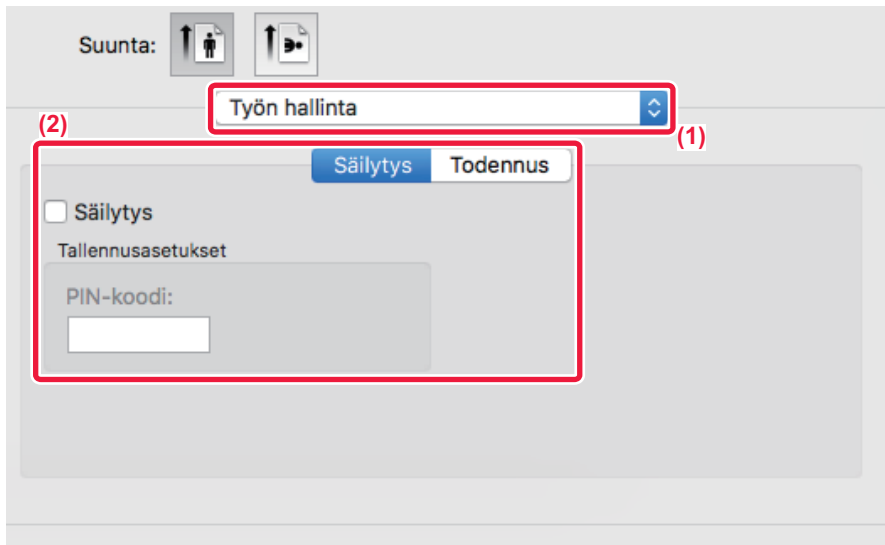 Suunta:
Työn hallinta
(1)
(2)
Säilytys Todennus
Säilytys
Tallennusasetukset
PIN-koodi: